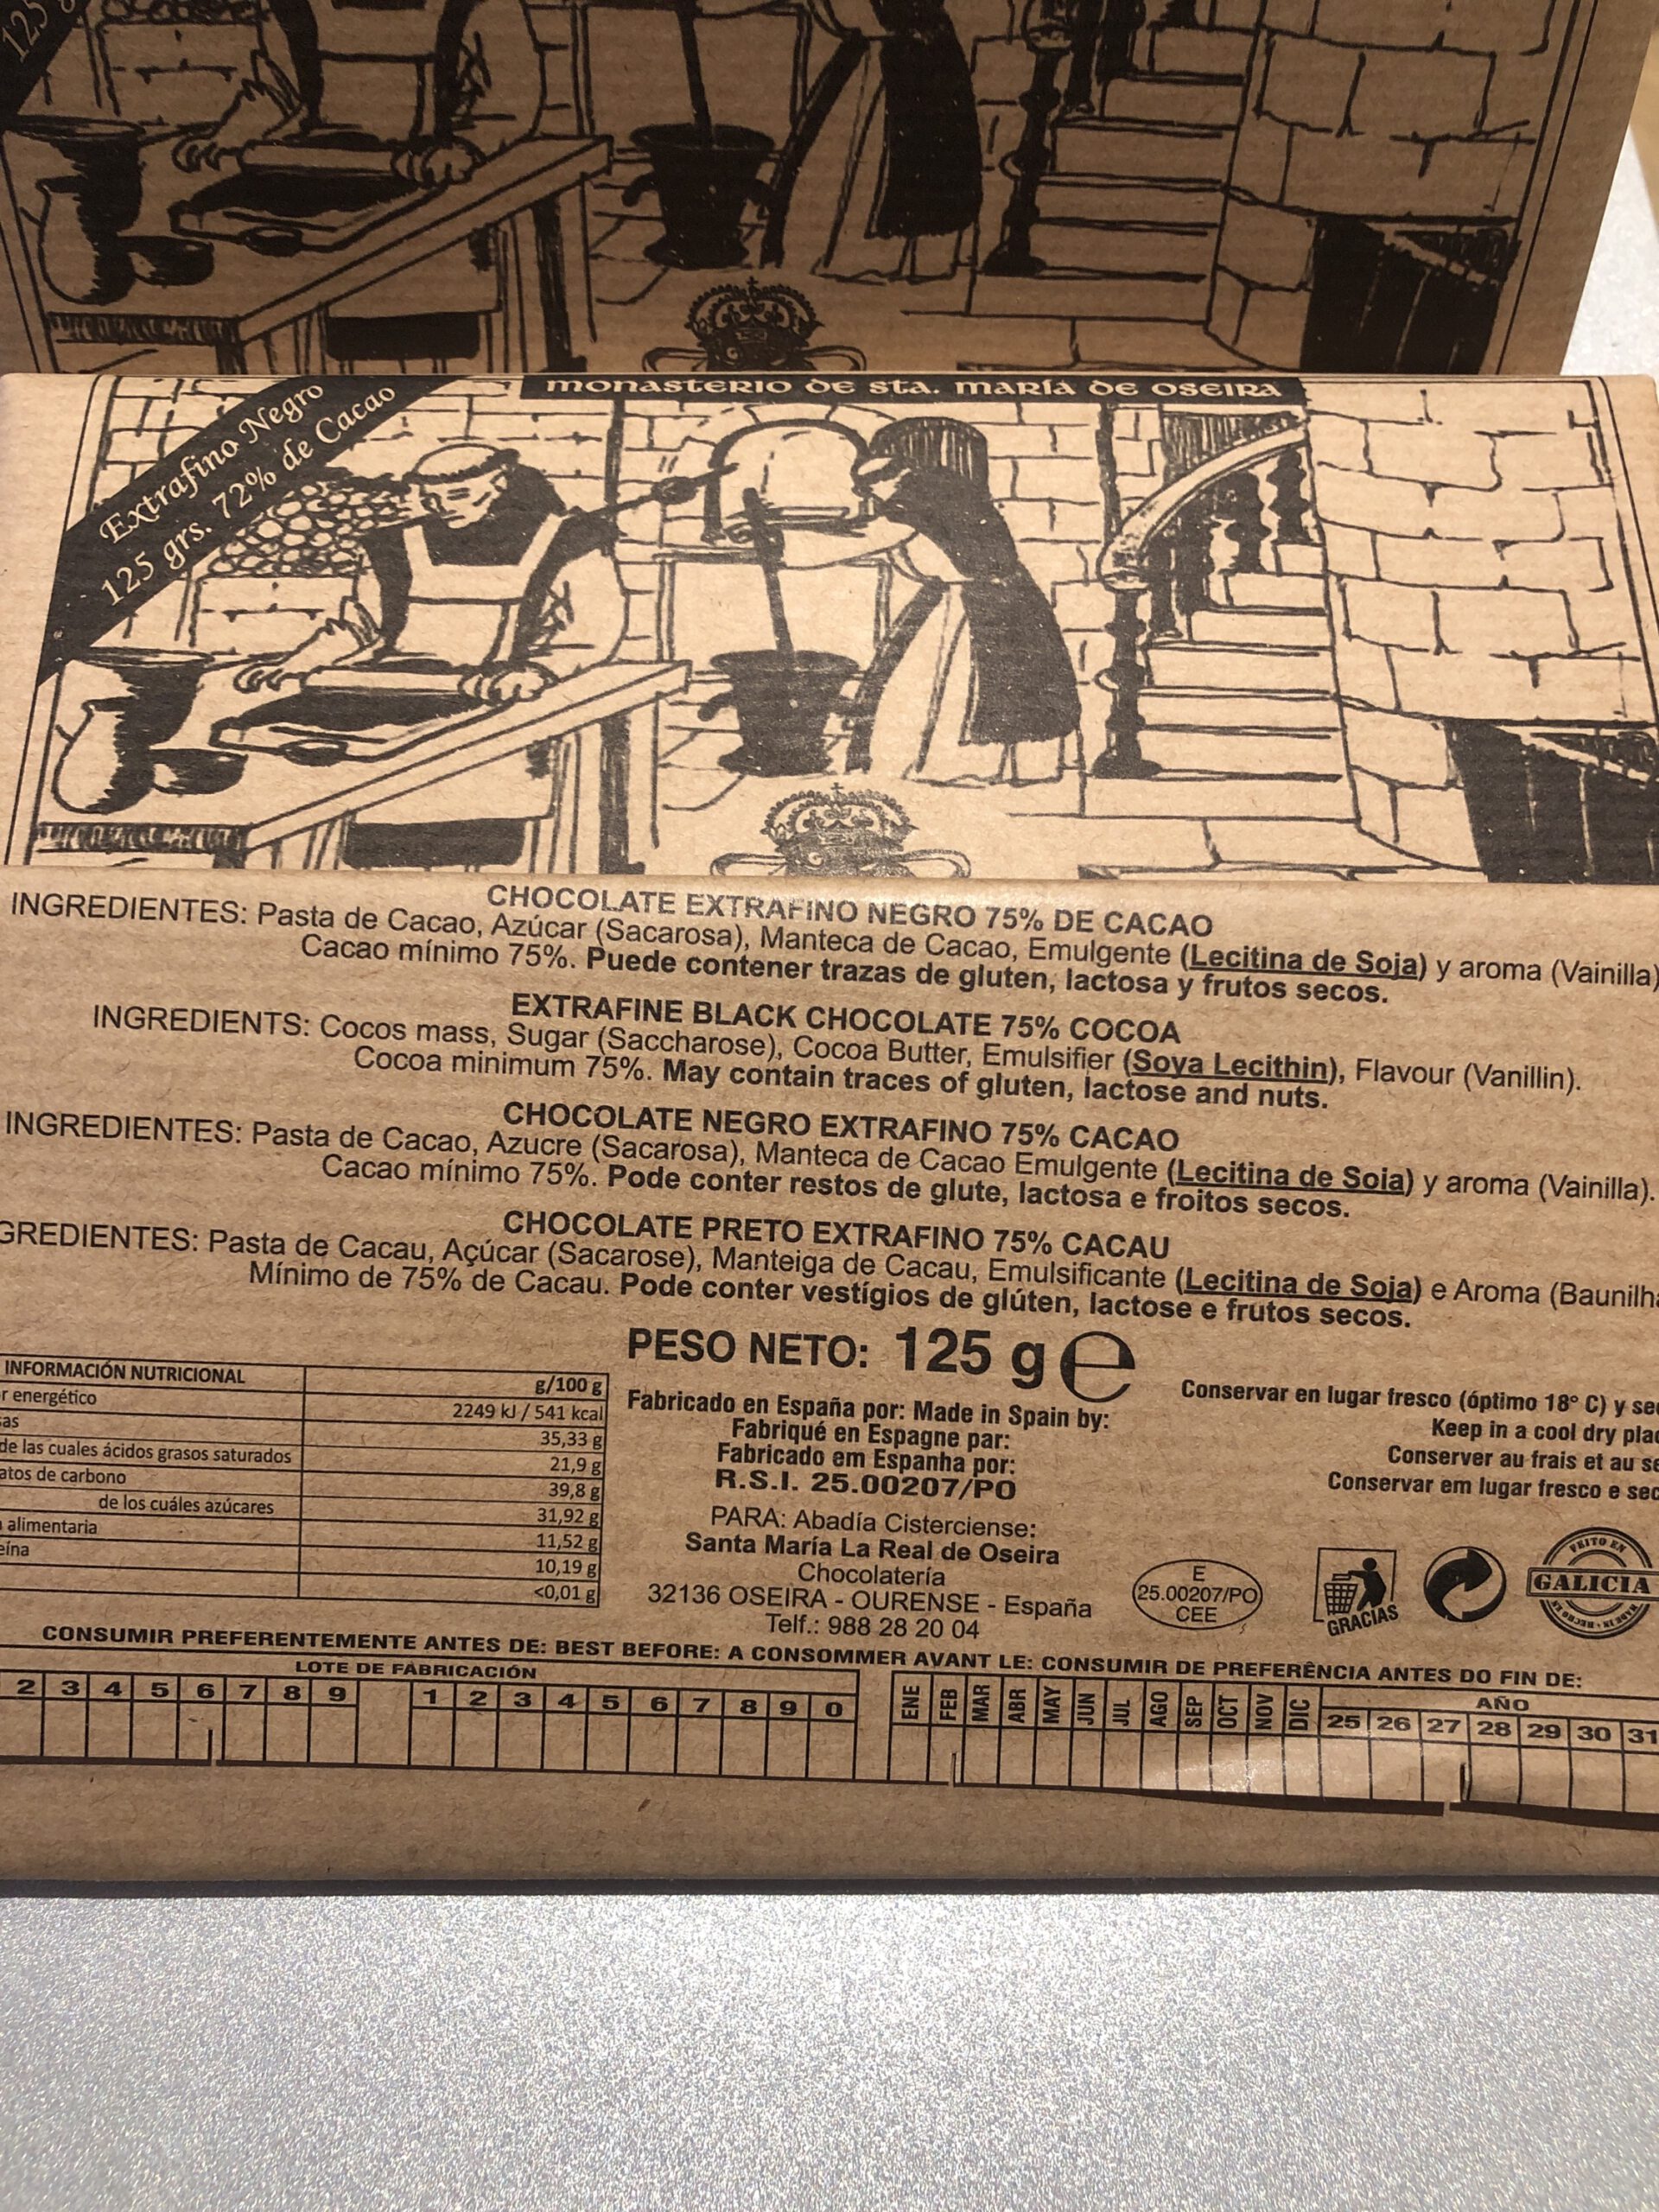 125 g
MONASTERIO DE STA. MARÍA DE OSEIRA
Extrafino Negro
125 grs. 72% de Cacao
CHOCOLATE EXTRAFINO NEGRO 75% DE CACAO
INGREDIENTES: Pasta de Cacao, Azúcar (Sacarosa), Manteca de Cacao, Emulgente (Lecitina de Soja) y aroma (Vainilla)
Cacao mínimo 75%. Puede contener trazas de gluten, lactosa y frutos secos.
EXTRAFINE BLACK CHOCOLATE 75% COCOA
INGREDIENTS: Cocos mass, Sugar (Saccharose), Cocoa Butter, Emulsifier (Soya Lecithin), Flavour (Vanillin).
Cocoa minimum 75%. May contain traces of gluten, lactose and nuts.
CHOCOLATE NEGRO EXTRAFINO 75% CACAO
INGREDIENTES: Pasta de Cacao, Azucre (Sacarosa), Manteca de Cacao Emulgente (Lecitina de Soia) y aroma (Vainilla).
Cacao mínimo 75%. Pode conter restos de glute, lactosa e froitos secos.
CHOCOLATE PRETO EXTRAFINO 75% CACAU
GREDIENTES: Pasta de Cacau, Açúcar (Sacarose), Manteiga de Cacau, Emulsificante (Lecitina de Soja) e Aroma (Baunilha
Mínimo de 75% de Cacau. Pode conter vestígios de glúten, lactose e frutos secos.
PESO NETO: 125 g e
INFORMACIÓN NUTRICIONAL g/100 g
r energético 2249 kJ / 541 kcal
sas 35,33 g
de las cuales ácidos grasos saturados 21,9 g
atos de carbono 39,8 g
de los cuáles azúcares 31,92 g
a alimentaria 11,52 g
eína 10,19 g
<0,01 g
Fabricado en España por: Made in Spain by:
Fabriqué en Espagne par:
Fabricado em Espanha por:
R.S.I. 25.00207/PO
PARA: Abadía Cisterciense:
Santa María La Real de Oseira
Chocolatería
32136 OSEIRA - OURENSE - España
Telf.: 988 28 20 04
Conservar en lugar fresco (óptimo 18º C) y sec
Keep in a cool dry plac
Conserver au frais et au se
Conservar em lugar fresco e sec
E
25.00207/PO
CEE
GRACIAS
FEITO EN
GALICIA
CONSUMIR PREFERENTEMENTE ANTES DE: BEST BEFORE: A CONSOMMER AVANT LE: CONSUMIR DE PREFERÊNCIA ANTES DO FIN DE:
LOTE DE FABRICACIÓN
2 3 4 5 6 7 8 9 1 2 3 4 5 6 7 8 9 0
ENE FEB MAR ABR MAY JUN JUL AGO SEP OCT NOV DIC
AÑO
25 26 27 28 29 30 31